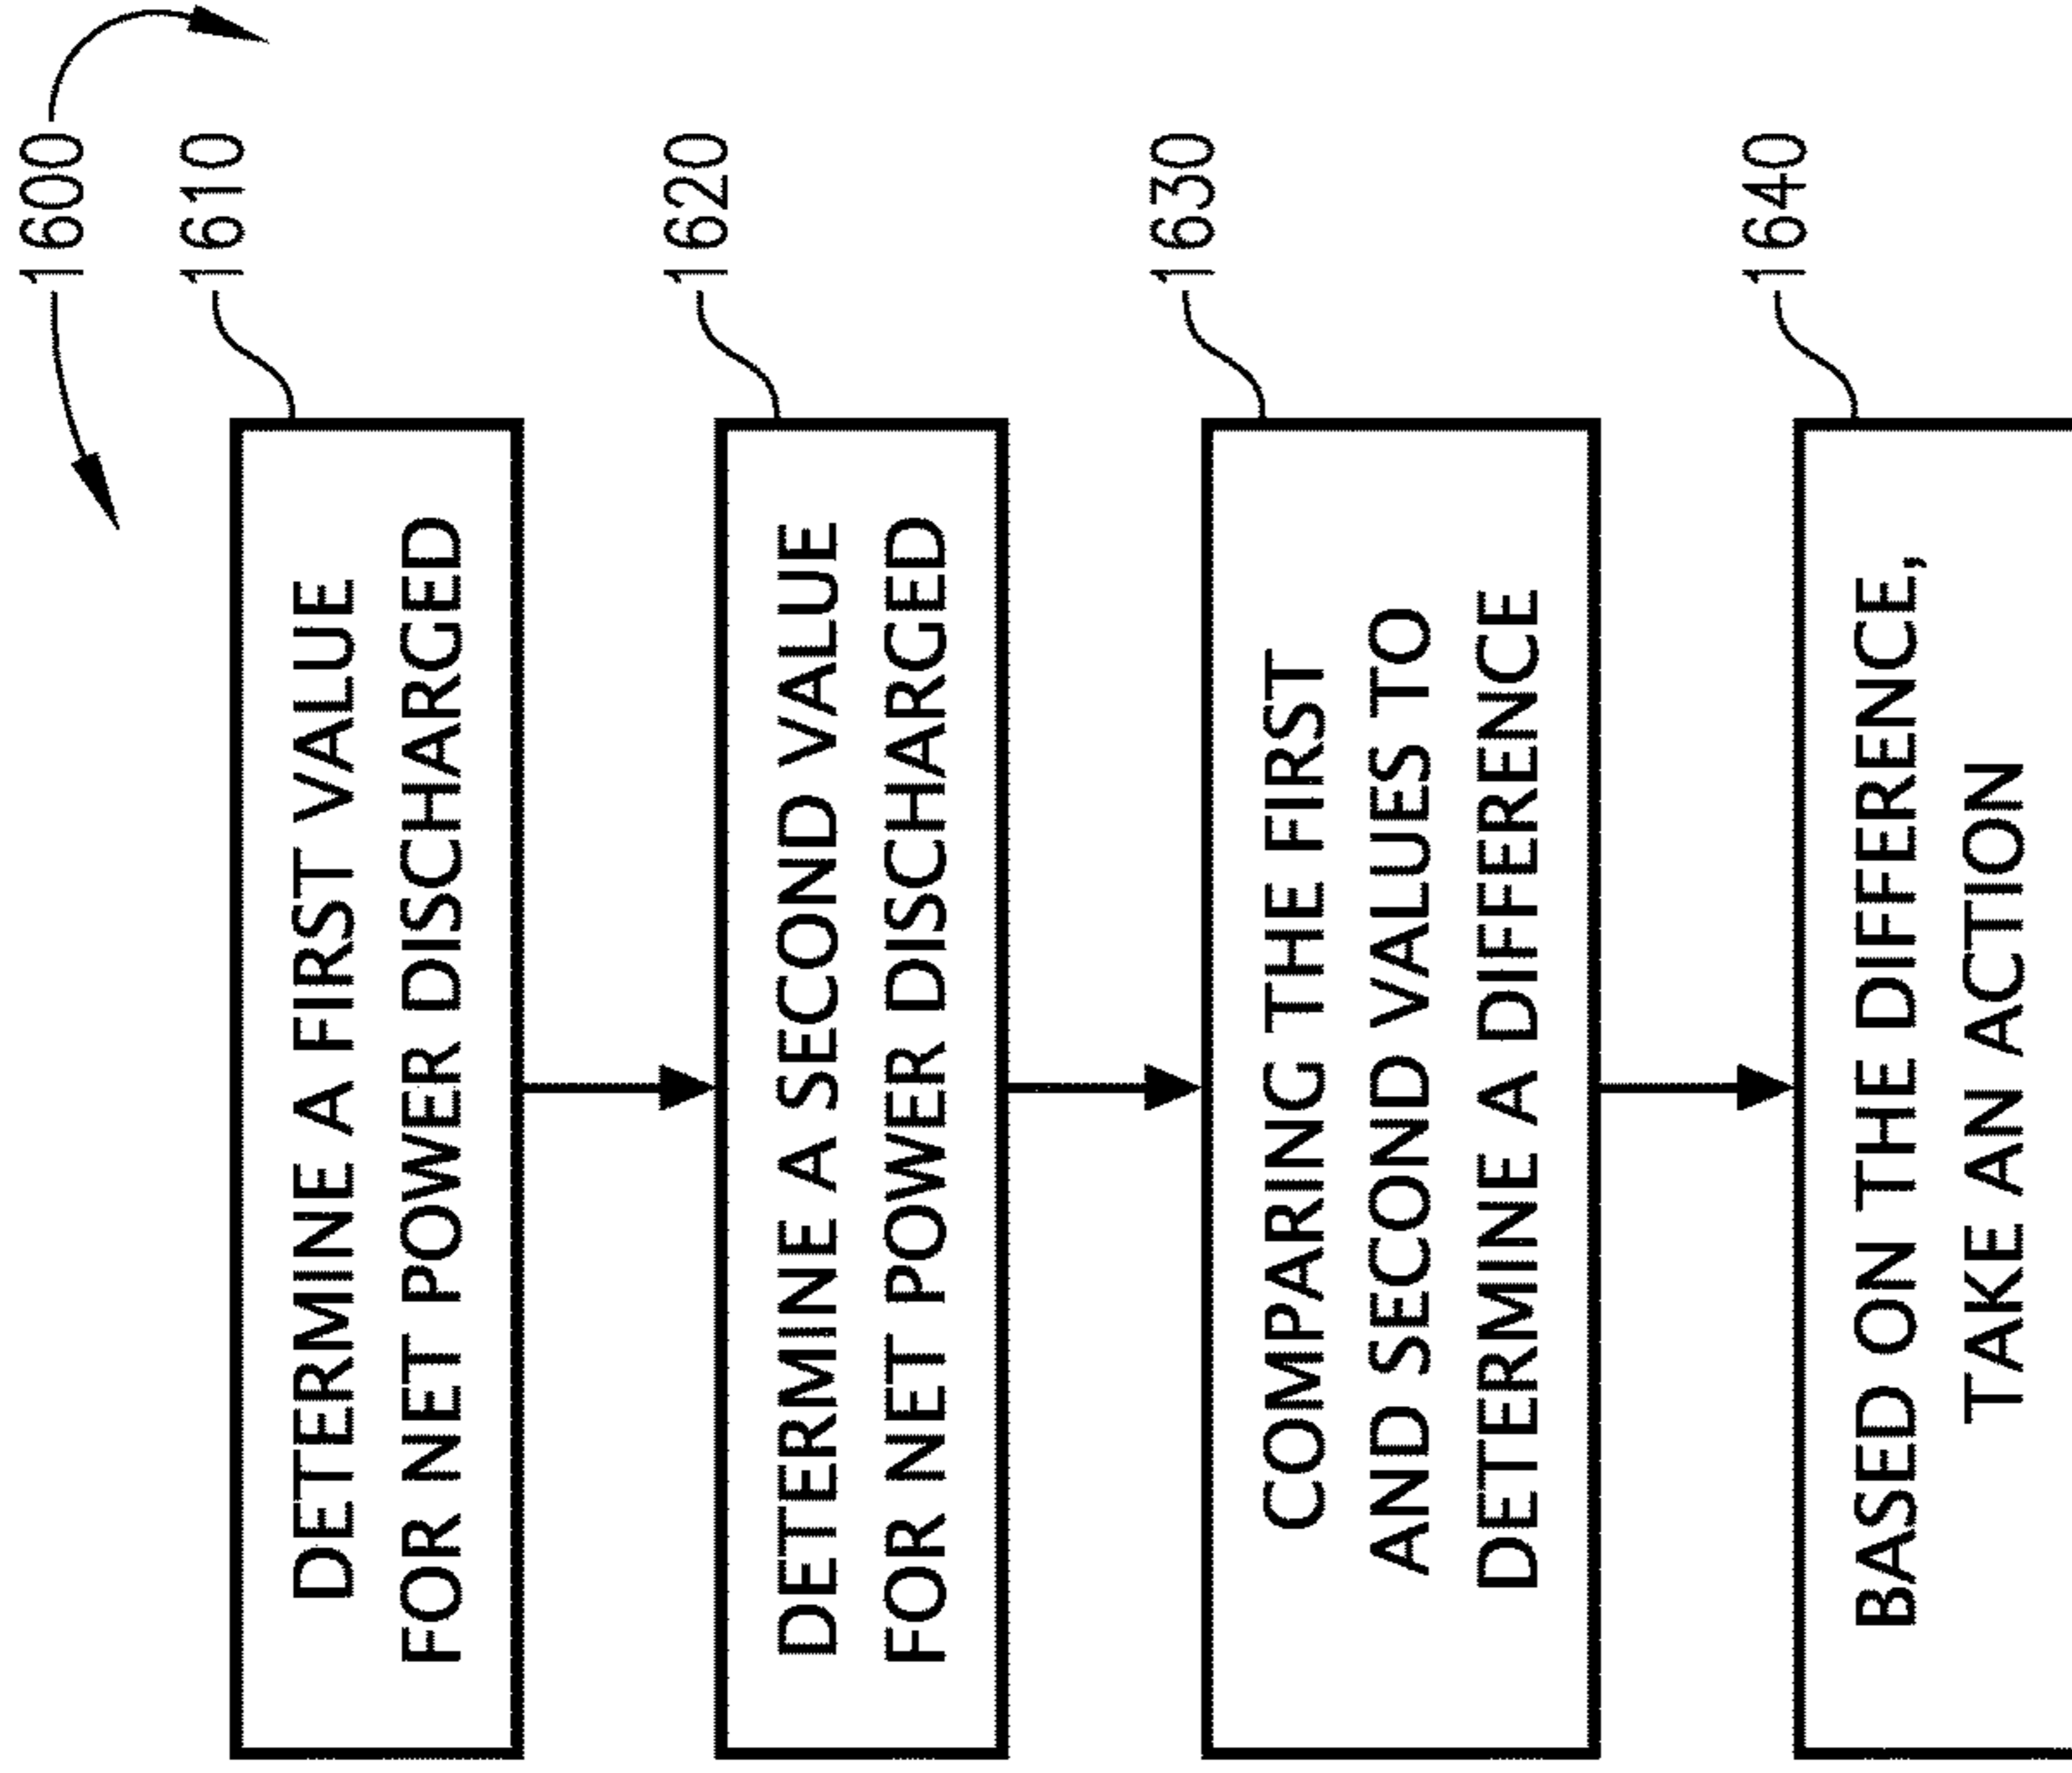 1600
1610
DETERMINE A FIRST VALUE
FOR NET POWER DISCHARGED
1620
DETERMINE A SECOND VALUE
FOR NET POWER DISCHARGED
1630
COMPARING THE FIRST
AND SECOND VALUES TO
DETERMINE A DIFFERENCE
1640
BASED ON THE DIFFERENCE,
TAKE AN ACTION